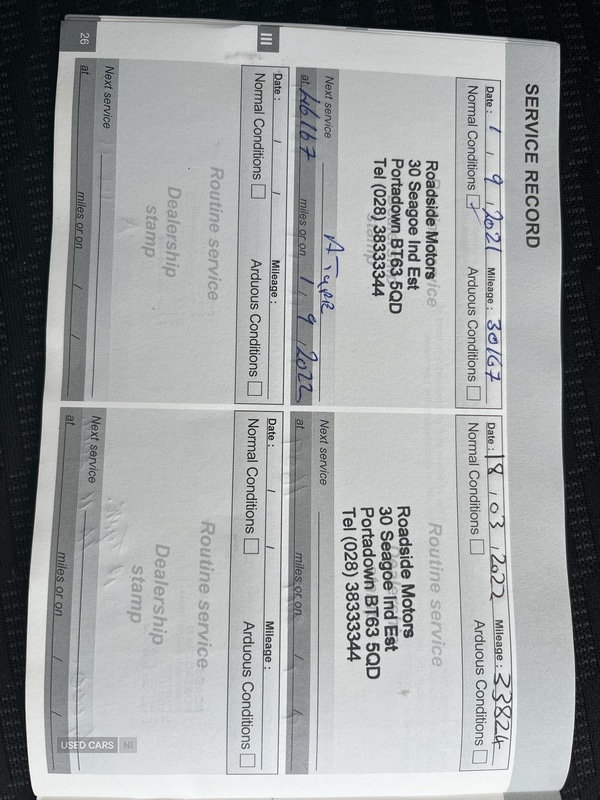 SERVICE RECORD
Date : 1 / 9 / 2021 Mileage : 30167
Normal Conditions Arduous Conditions
Routine service
Roadside Motors
30 Seagoe Ind Est
Portadown BT63 5QD
Tel (028) 38333344
stamp
Next service A Type
at 46167 miles or on 1 / 9 / 2022
Date : 18 / 03 / 2022 Mileage : 33824
Normal Conditions Arduous Conditions
Routine service
Roadside Motors
30 Seagoe Ind Est
Portadown BT63 5QD
Tel (028) 38333344
Next service
at miles or on / /
Date : / / Mileage :
Normal Conditions Arduous Conditions
Routine service
Dealership
stamp
Next service
at miles or on / /
Date : / / Mileage :
Normal Conditions Arduous Conditions
Routine service
Dealership
stamp
Next service
at miles or on / /
26
III
USED CARS NI